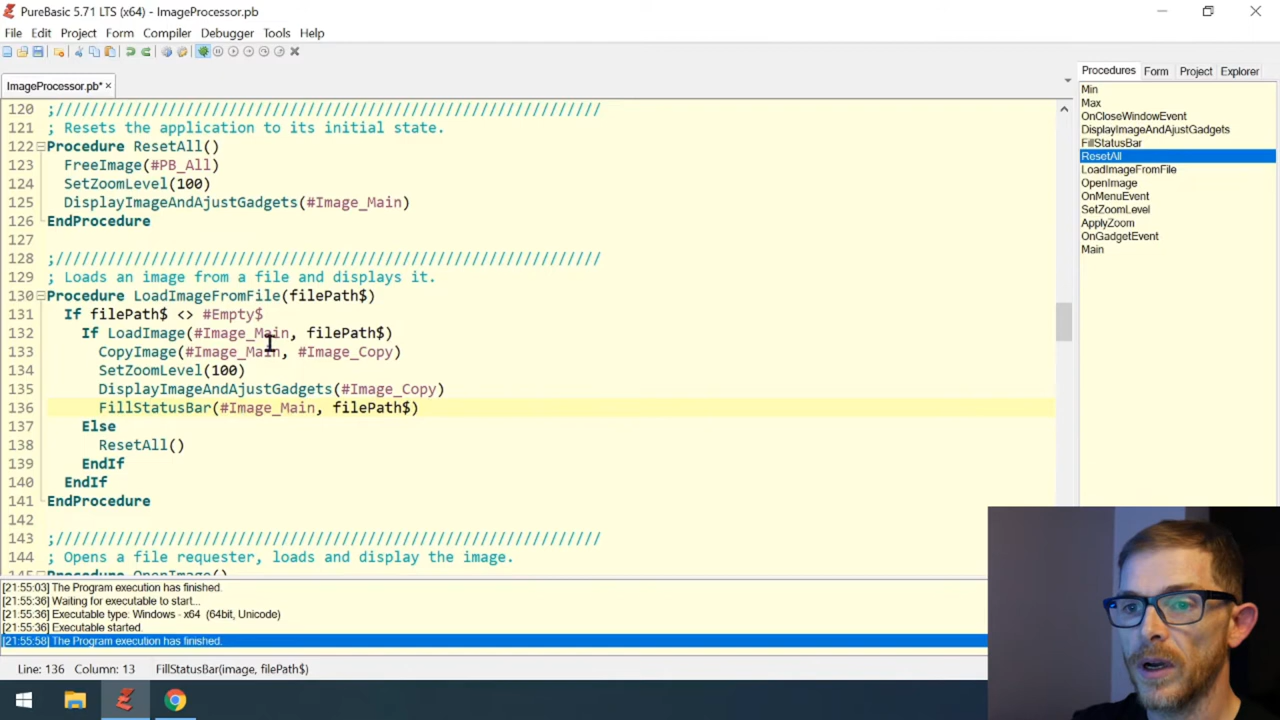 PureBasic 5.71 LTS (x64) - ImageProcessor.pb
File Edit Project Form Compiler Debugger Tools Help
ImageProcessor.pb*
Procedures Form Project Explorer
120 ;///////////////////////////////////////////////////////////////
121 ; Resets the application to its initial state.
122 Procedure ResetAll()
123 FreeImage(#PB_All)
124 SetZoomLevel(100)
125 DisplayImageAndAjustGadgets(#Image_Main)
126 EndProcedure
127
128 ;///////////////////////////////////////////////////////////////
129 ; Loads an image from a file and displays it.
130 Procedure LoadImageFromFile(filePath$)
131 If filePath$ <> #Empty$
132 If LoadImage(#Image_Main, filePath$)
133 CopyImage(#Image_Main, #Image_Copy)
134 SetZoomLevel(100)
135 DisplayImageAndAjustGadgets(#Image_Copy)
136 FillStatusBar(#Image_Main, filePath$)
137 Else
138 ResetAll()
139 EndIf
140 EndIf
141 EndProcedure
142
143 ;///////////////////////////////////////////////////////////////
144 ; Opens a file requester, loads and display the image.
145 Procedure OpenImage()
Min
Max
OnCloseWindowEvent
DisplayImageAndAjustGadgets
FillStatusBar
ResetAll
LoadImageFromFile
OpenImage
OnMenuEvent
SetZoomLevel
ApplyZoom
OnGadgetEvent
Main
[21:55:03] The Program execution has finished.
[21:55:36] Waiting for executable to start...
[21:55:36] Executable type: Windows - x64 (64bit, Unicode)
[21:55:36] Executable started.
[21:55:58] The Program execution has finished.
Line: 136 Column: 13 FillStatusBar(image, filePath$)